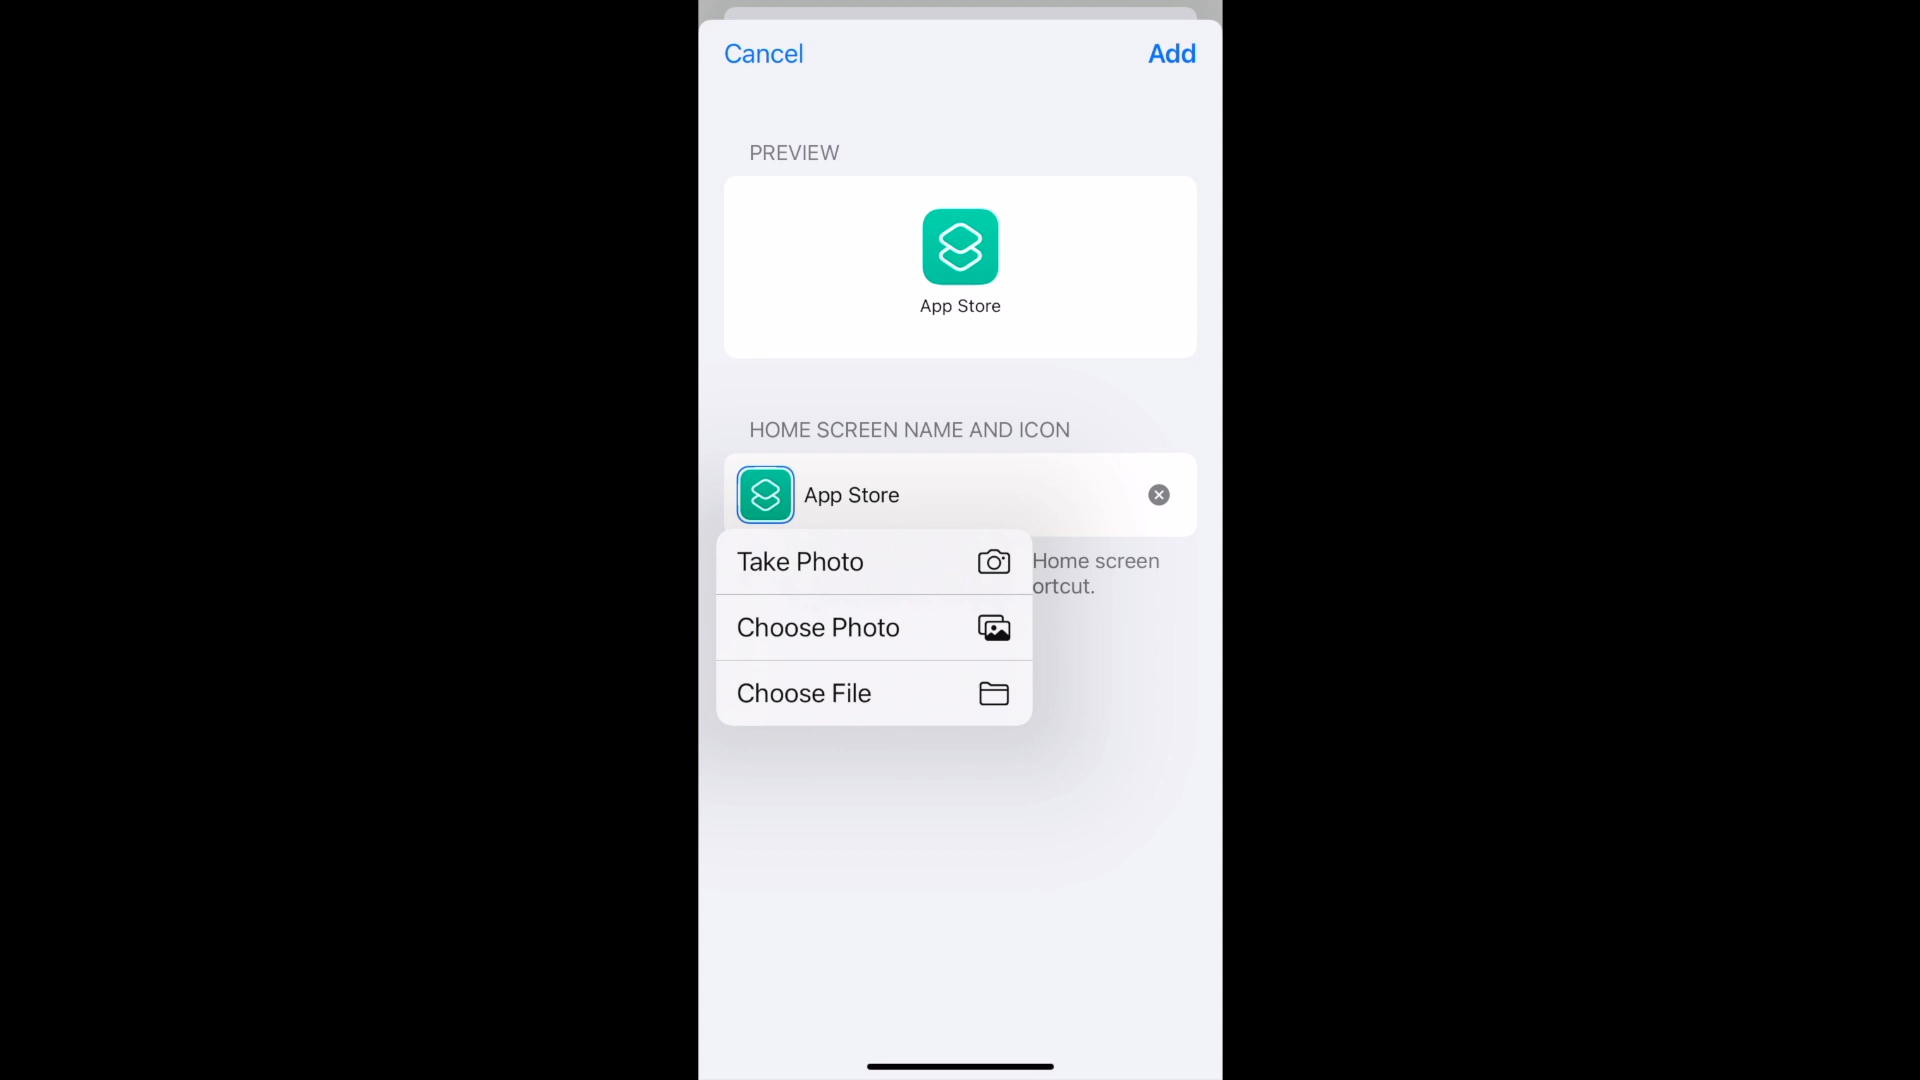 Cancel
Add
PREVIEW
App Store
HOME SCREEN NAME AND ICON
App Store
Home screen
ortcut.
Take Photo
Choose Photo
Choose File